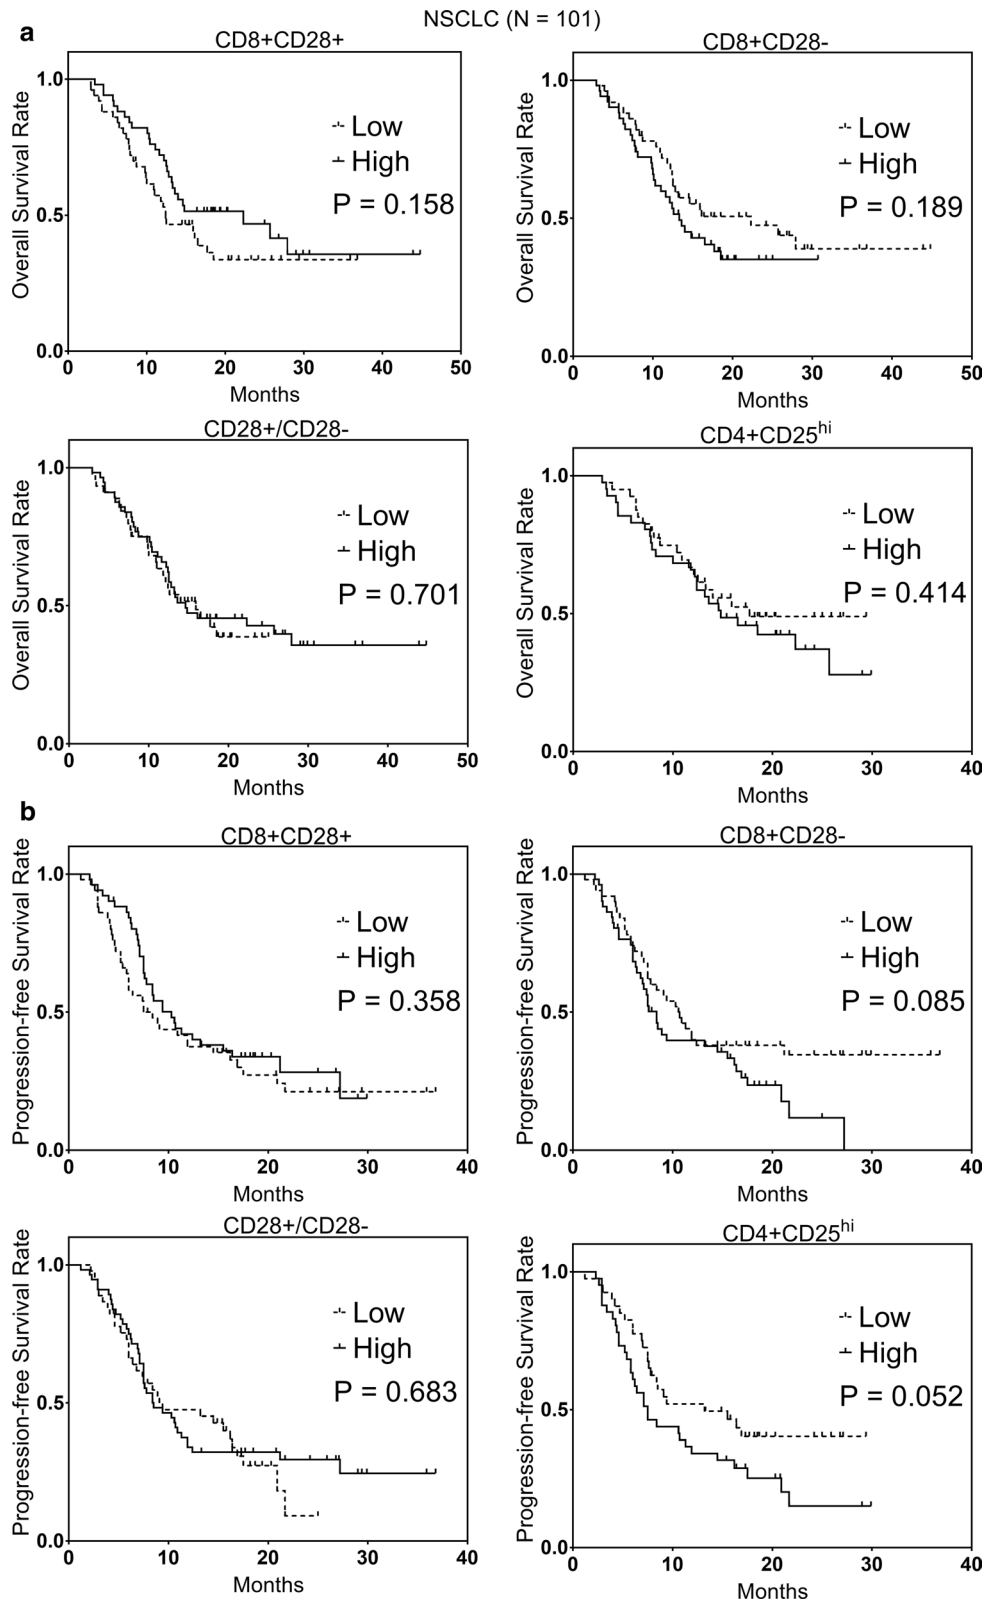 NSCLC (N = 101)
a
CD8+CD28+
Overall Survival Rate
1.0
0.5
0.0
0 10 20 30 40 50
Months
Low
High
P = 0.158
CD8+CD28-
Overall Survival Rate
1.0
0.5
0.0
0 10 20 30 40 50
Months
Low
High
P = 0.189
CD28+/CD28-
Overall Survival Rate
1.0
0.5
0.0
0 10 20 30 40 50
Months
Low
High
P = 0.701
CD4+CD25hi
Overall Survival Rate
1.0
0.5
0.0
0 10 20 30 40
Months
Low
High
P = 0.414
b
CD8+CD28+
Progression-free Survival Rate
1.0
0.5
0.0
0 10 20 30 40
Months
Low
High
P = 0.358
CD8+CD28-
Progression-free Survival Rate
1.0
0.5
0.0
0 10 20 30 40
Months
Low
High
P = 0.085
CD28+/CD28-
Progression-free Survival Rate
1.0
0.5
0.0
0 10 20 30 40
Months
Low
High
P = 0.683
CD4+CD25hi
Progression-free Survival Rate
1.0
0.5
0.0
0 10 20 30 40
Months
Low
High
P = 0.052